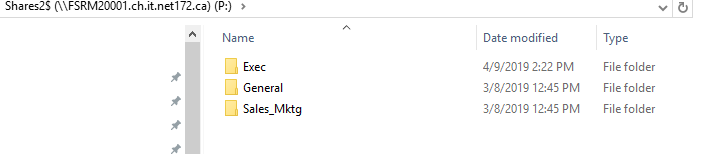 Shares2$ (\\FSRM20001.ch.it.net172.ca) (P:)
Name Date modified Type
Exec 4/9/2019 2:22 PM File folder
General 3/8/2019 12:45 PM File folder
Sales_Mktg 3/8/2019 12:45 PM File folder